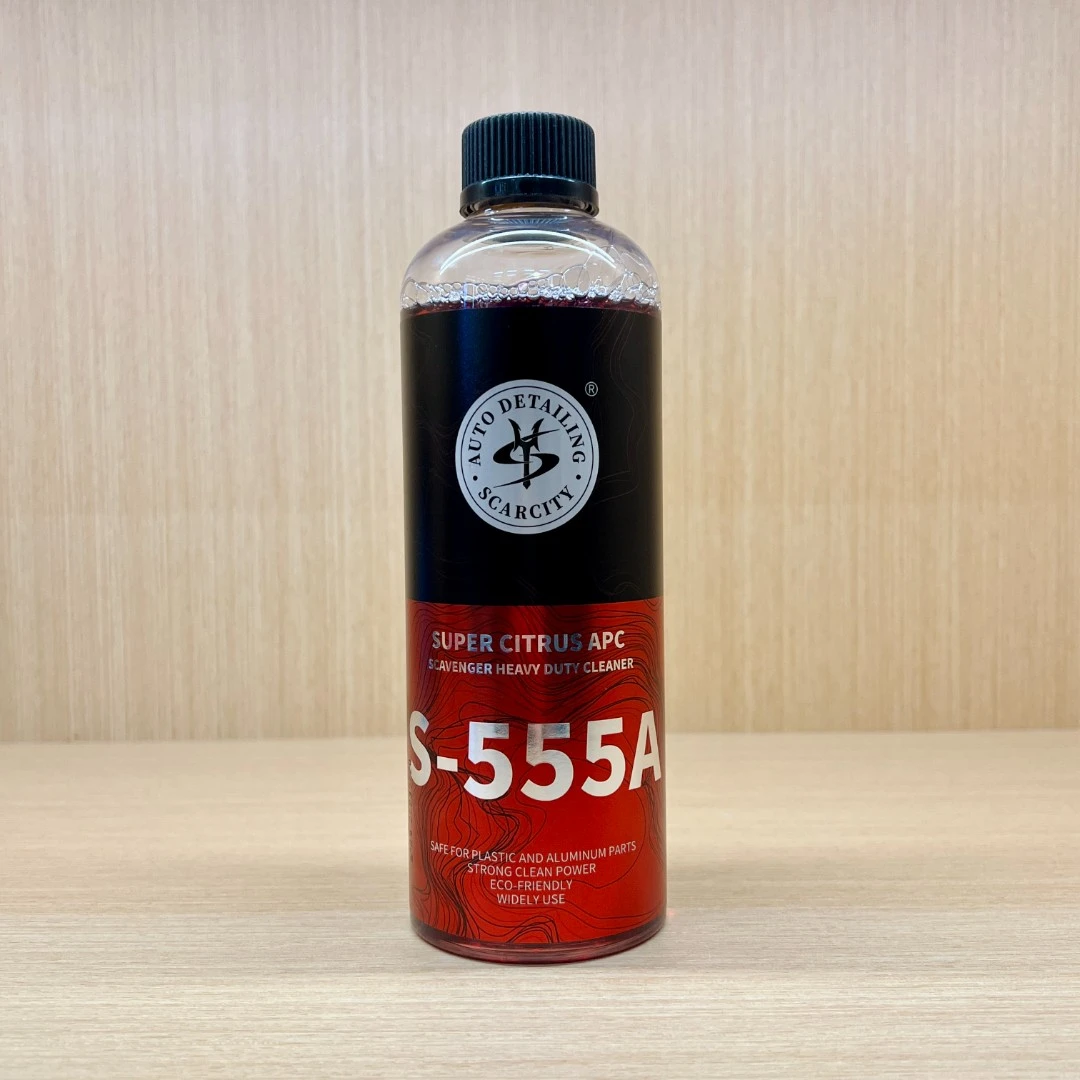 ®
AUTO DETAILING
SCARCITY
SUPER CITRUS APC
SCAVENGER HEAVY DUTY CLEANER
S-555A
SAFE FOR PLASTIC AND ALUMINUM PARTS
STRONG CLEAN POWER
ECO-FRIENDLY
WIDELY USE